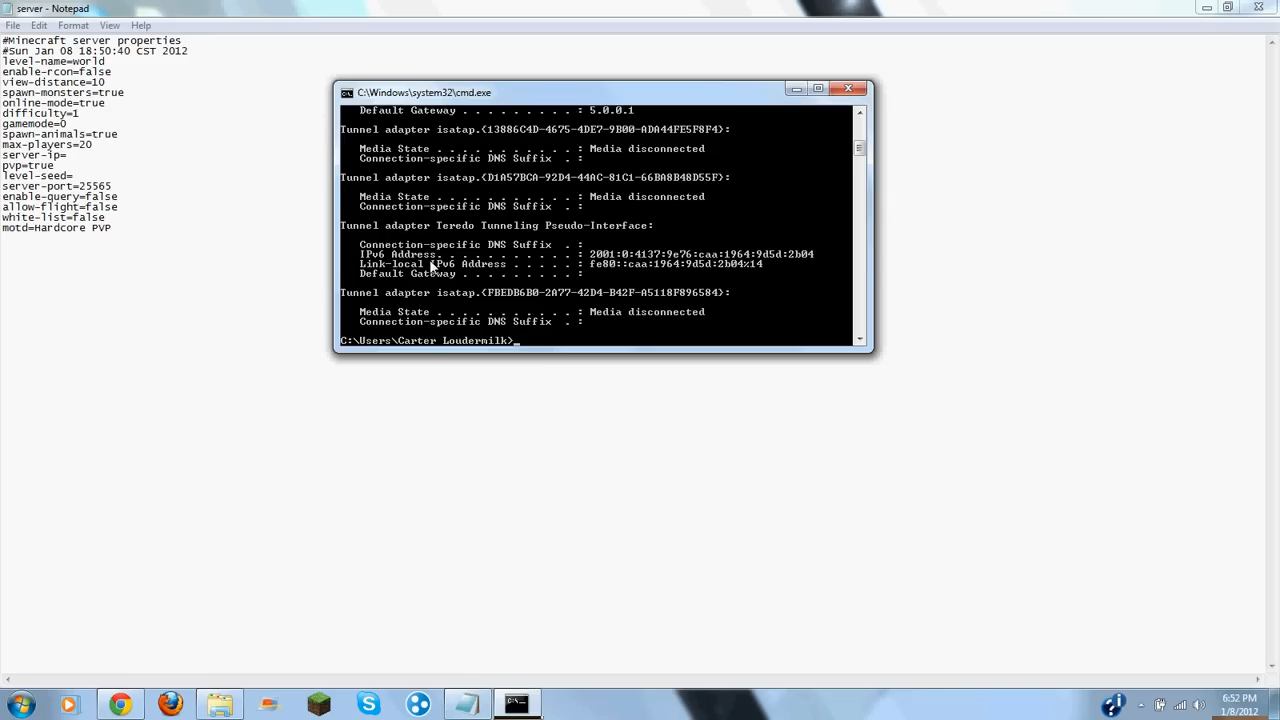 server - Notepad
File Edit Format View Help
#Minecraft server properties
#Sun Jan 08 18:50:40 CST 2012
level-name=world
enable-rcon=false
view-distance=10
spawn-monsters=true
online-mode=true
difficulty=1
gamemode=0
spawn-animals=true
max-players=20
server-ip=
pvp=true
level-seed=
server-port=25565
enable-query=false
allow-flight=false
white-list=false
motd=Hardcore PVP
C:\Windows\system32\cmd.exe
Default Gateway . . . . . . . . . : 5.0.0.1
Tunnel adapter isatap.{13886C4D-4675-4DE7-9B00-ADA44FE5F8F4}:
Media State . . . . . . . . . . . : Media disconnected
Connection-specific DNS Suffix  . :
Tunnel adapter isatap.{D1A57BCA-92D4-44AC-81C1-66BA8B48D55F}:
Media State . . . . . . . . . . . : Media disconnected
Connection-specific DNS Suffix  . :
Tunnel adapter Teredo Tunneling Pseudo-Interface:
Connection-specific DNS Suffix  . :
IPv6 Address. . . . . . . . . . . : 2001:0:4137:9e76:caa:1964:9d5d:2b04
Link-local IPv6 Address . . . . . : fe80::caa:1964:9d5d:2b04%14
Default Gateway . . . . . . . . . :
Tunnel adapter isatap.{FBEDB6B0-2A77-42D4-B42F-A5118F896584}:
Media State . . . . . . . . . . . : Media disconnected
Connection-specific DNS Suffix  . :
C:\Users\Carter Loudermilk>_
6:52 PM
1/8/2012